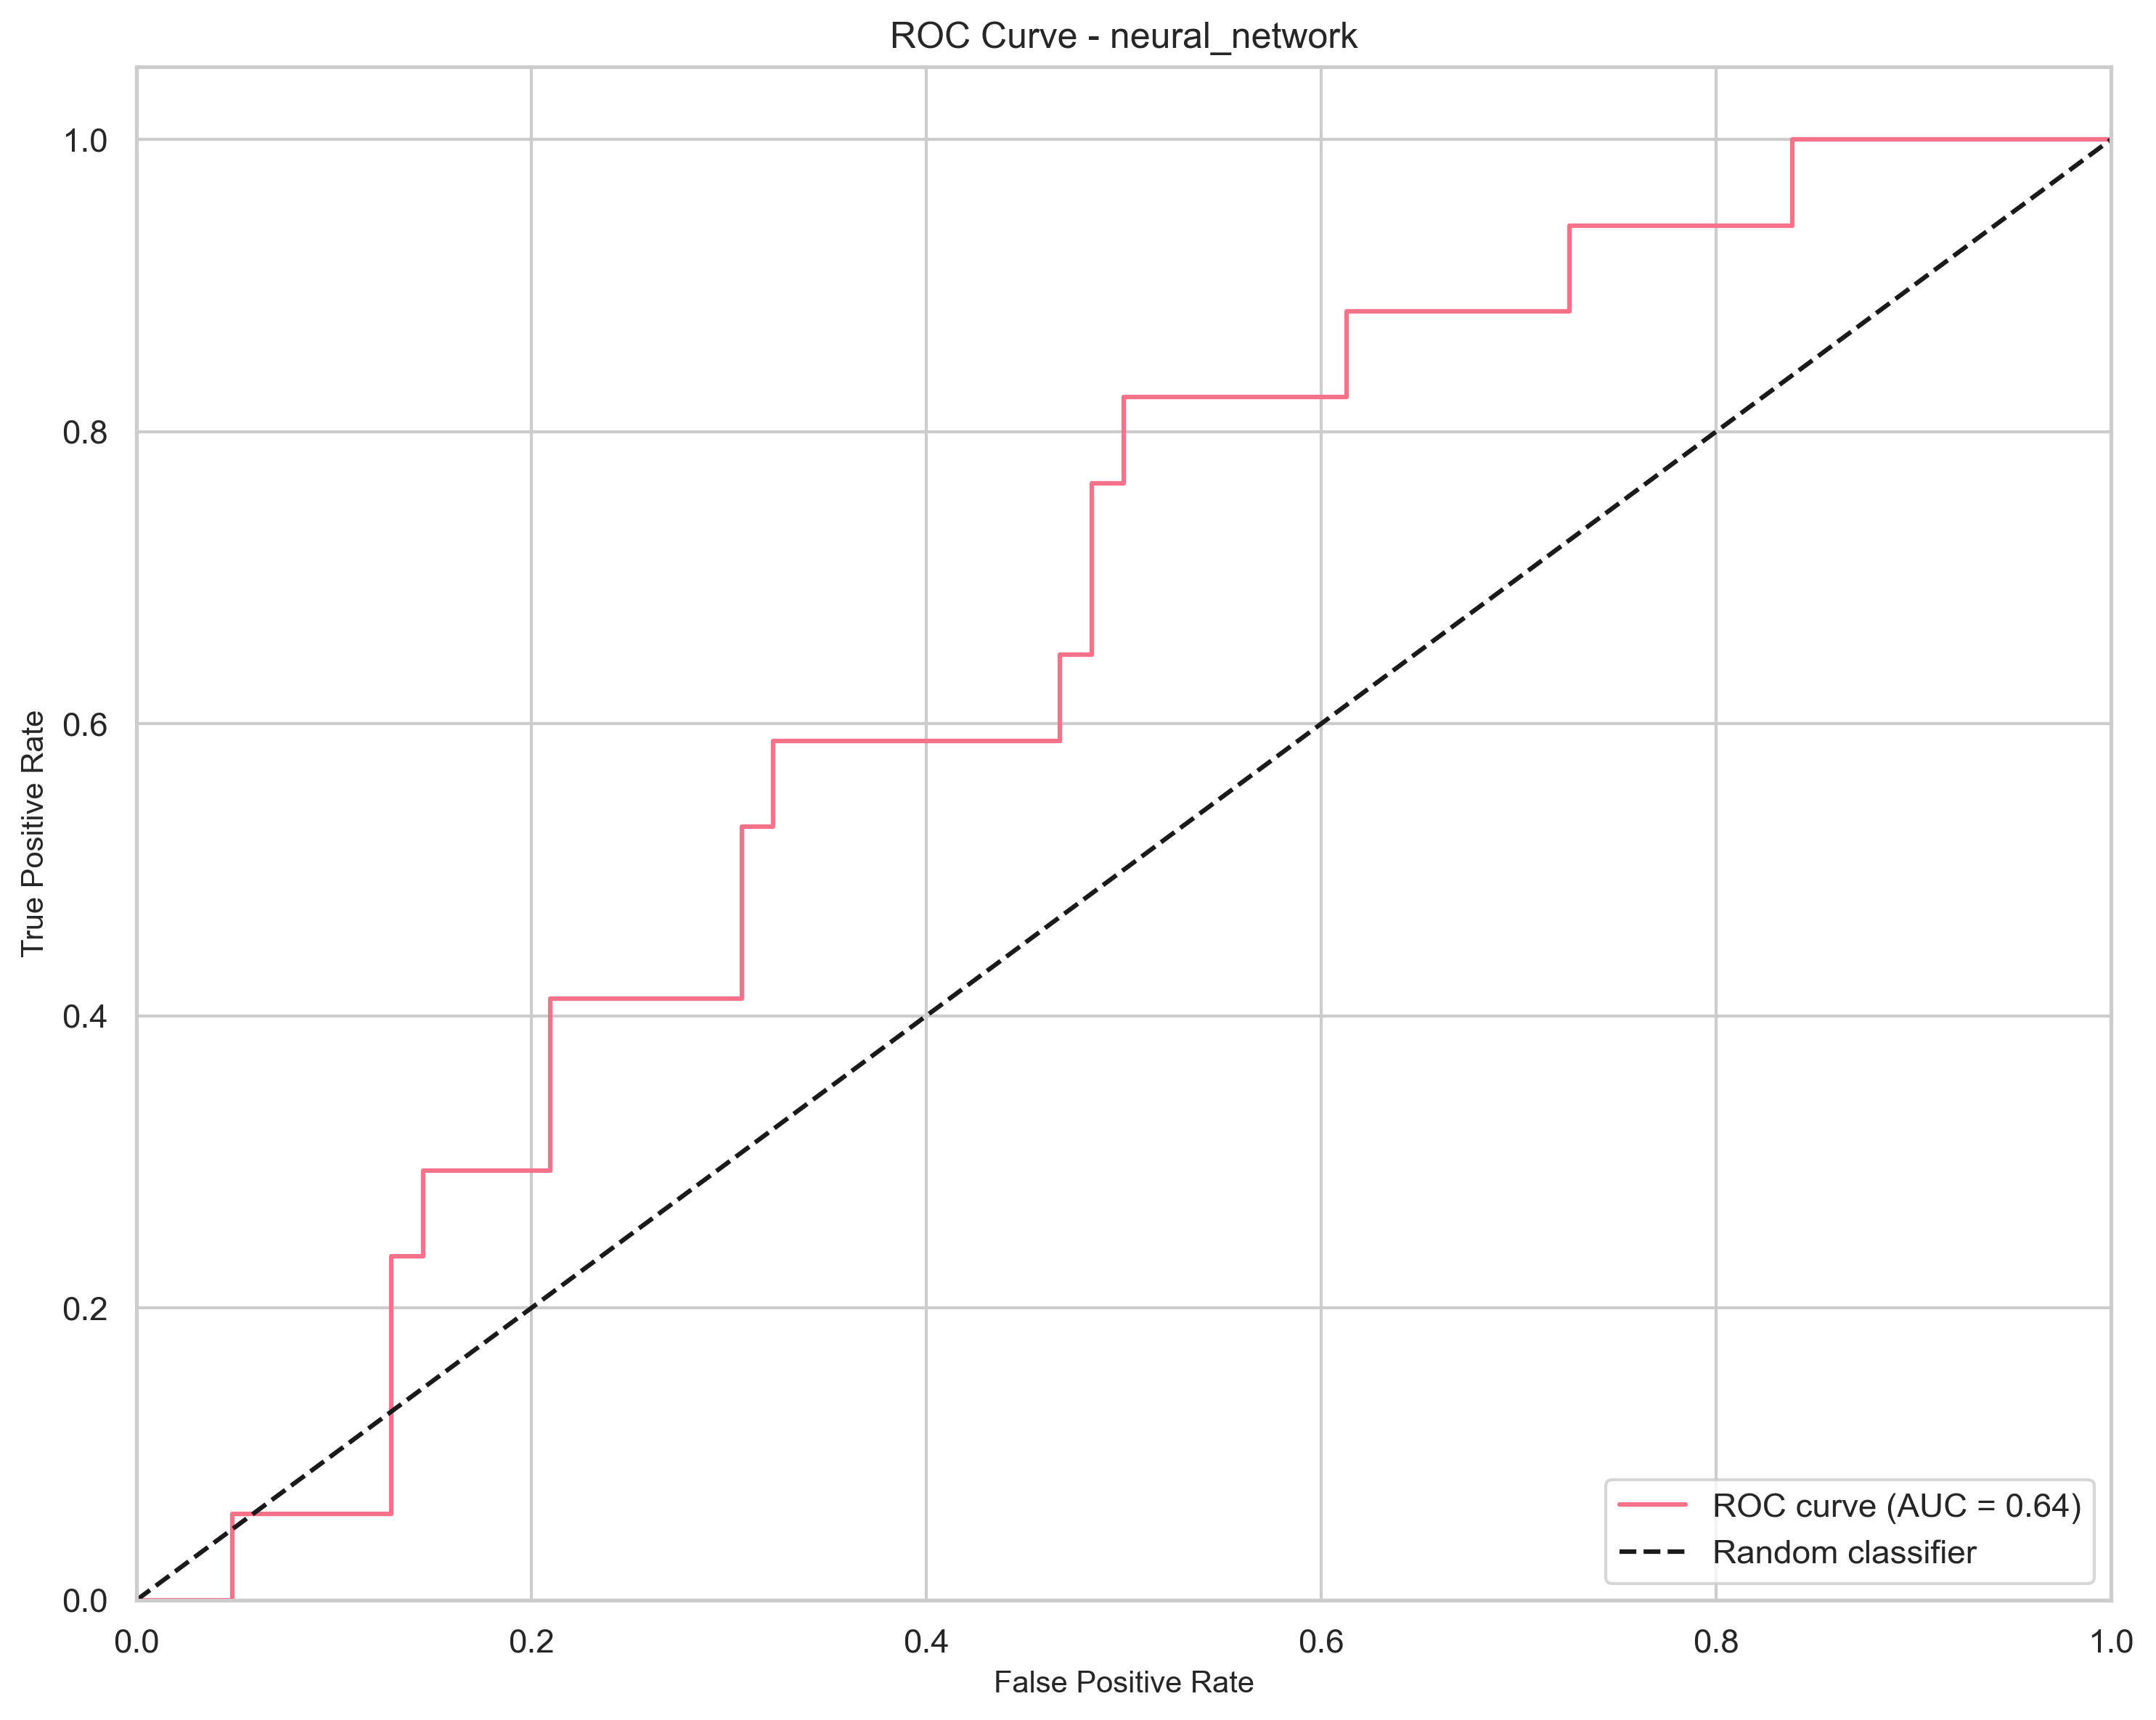 ROC Curve - neural_network
True Positive Rate
1.0
0.8
0.6
0.4
0.2
0.0
0.0 0.2 0.4 0.6 0.8 1.0
False Positive Rate
ROC curve (AUC = 0.64)
Random classifier